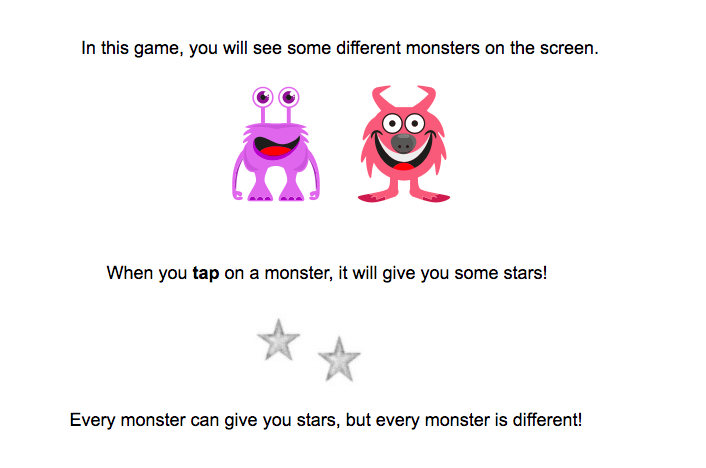 In this game, you will see some different monsters on the screen.
When you tap on a monster, it will give you some stars!
Every monster can give you stars, but every monster is different!